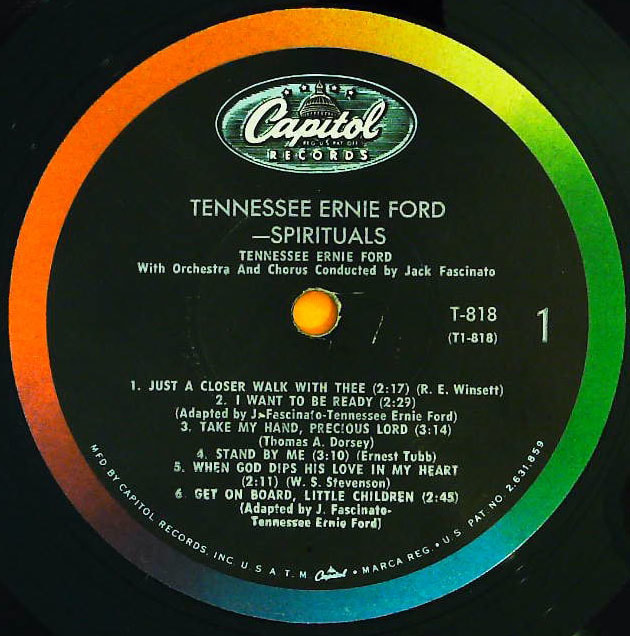 Capitol
REG. U.S. PAT. OFF.
RECORDS
TENNESSEE ERNIE FORD
—SPIRITUALS
TENNESSEE ERNIE FORD
With Orchestra And Chorus Conducted by Jack Fascinato
T-818
(T1-818)
1
1. JUST A CLOSER WALK WITH THEE (2:17) (R. E. Winsett)
2. I WANT TO BE READY (2:29)
(Adapted by J. Fascinato-Tennessee Ernie Ford)
3. TAKE MY HAND, PRECIOUS LORD (3:14)
(Thomas A. Dorsey)
4. STAND BY ME (3:10) (Ernest Tubb)
5. WHEN GOD DIPS HIS LOVE IN MY HEART
(2:11) (W. S. Stevenson)
6. GET ON BOARD, LITTLE CHILDREN (2:45)
(Adapted by J. Fascinato-
Tennessee Ernie Ford)
MFD. BY CAPITOL RECORDS, INC. U.S.A. T.M. Capitol • MARCA REG. • U.S. PAT. NO. 2,631,859